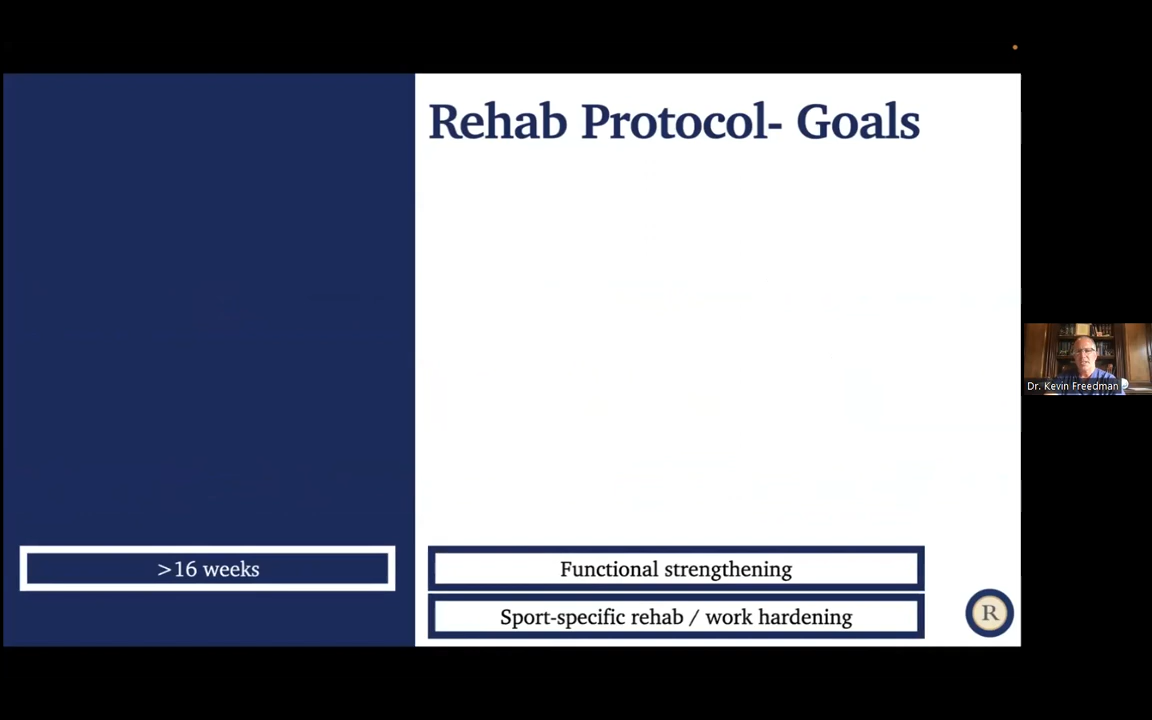 Rehab Protocol- Goals
>16 weeks
Functional strengthening
Sport-specific rehab / work hardening
R
Dr. Kevin Freedman